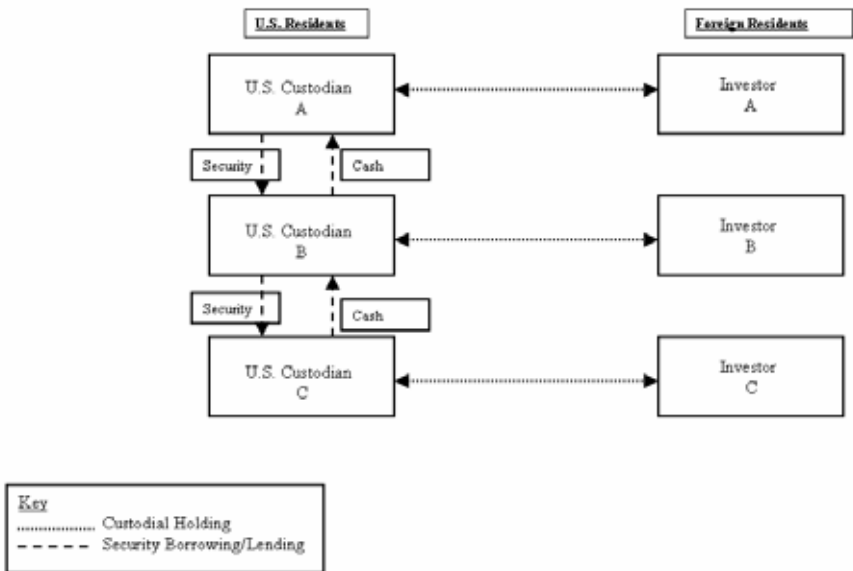 U.S. Residents
Foreign Residents
U.S. Custodian
A
Investor
A
Security
Cash
U.S. Custodian
B
Investor
B
Security
Cash
U.S. Custodian
C
Investor
C
Key
Custodial Holding
Security Borrowing/Lending